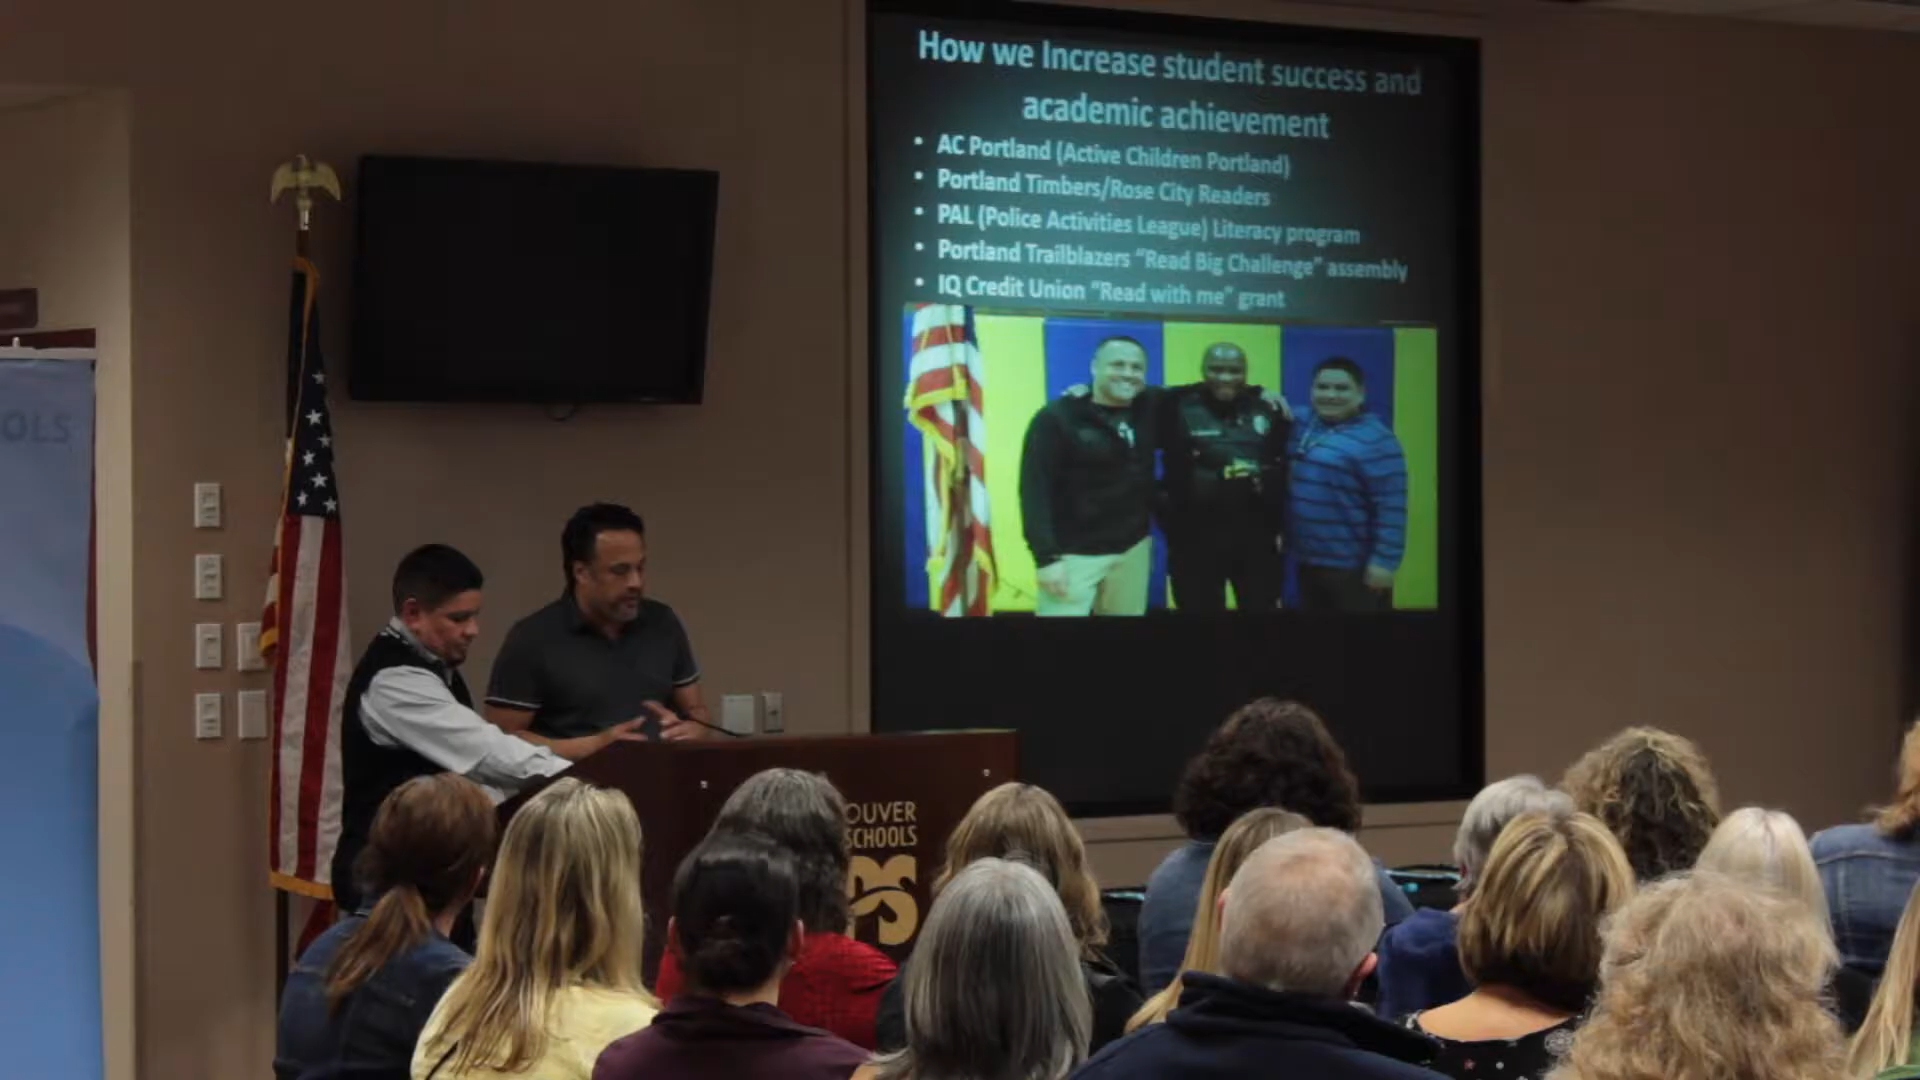 How we Increase student success and
academic achievement
• AC Portland (Active Children Portland)
• Portland Timbers/Rose City Readers
• PAL (Police Activities League) Literacy program
• Portland Trailblazers “Read Big Challenge” assembly
• IQ Credit Union “Read with me” grant
OLS
OUVER
SCHOOLS
PS